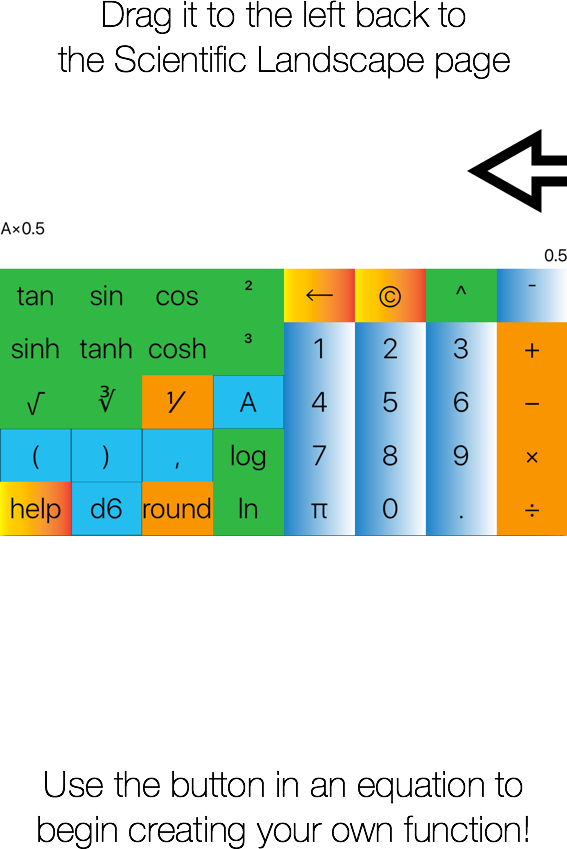 Drag it to the left back to
the Scientific Landscape page
A×0.5
0.5
tan sin cos ² ← © ^ ⁻
sinh tanh cosh ³ 1 2 3 +
√ ∛ ⅟ A 4 5 6 −
( ) , log 7 8 9 ×
help d6 round ln π 0 . ÷
Use the button in an equation to
begin creating your own function!